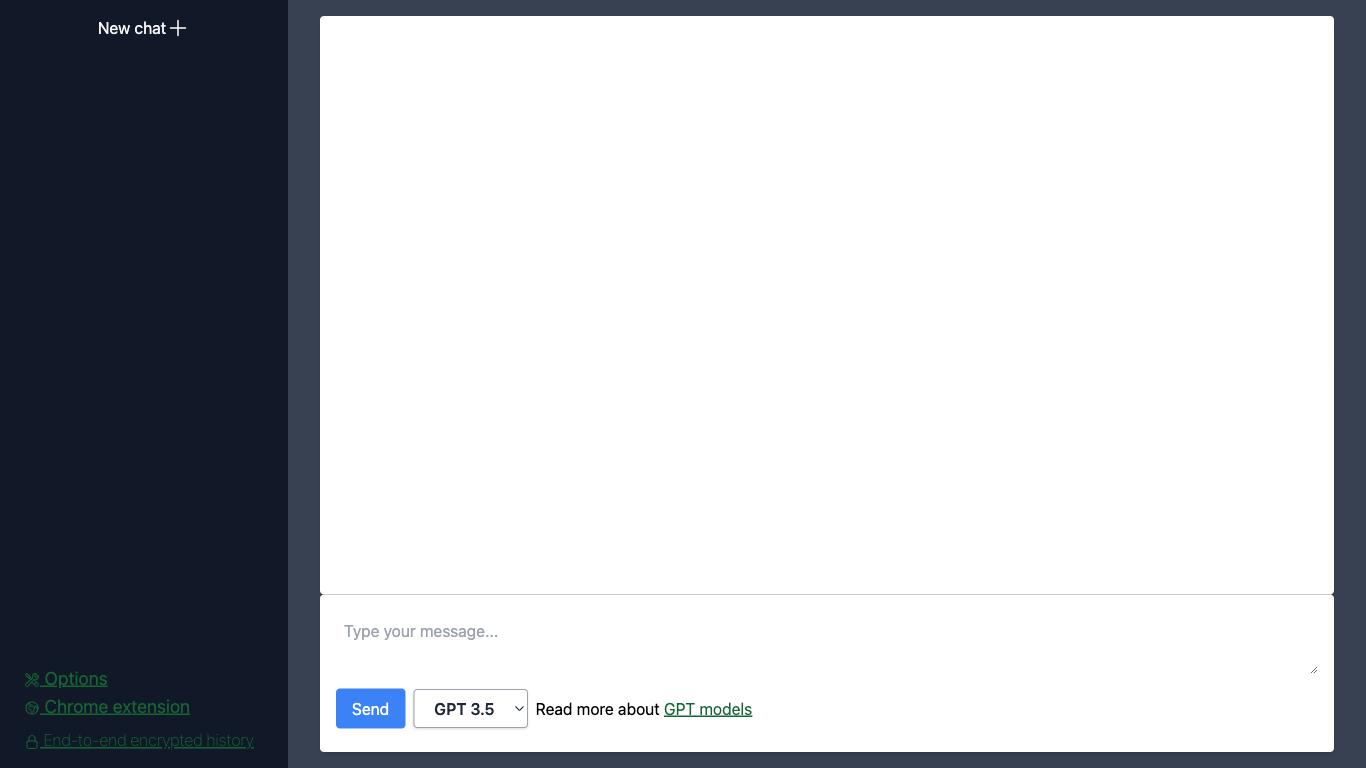 New chat
Options
Chrome extension
End-to-end encrypted history
Type your message...
Send
GPT 3.5
Read more about GPT models